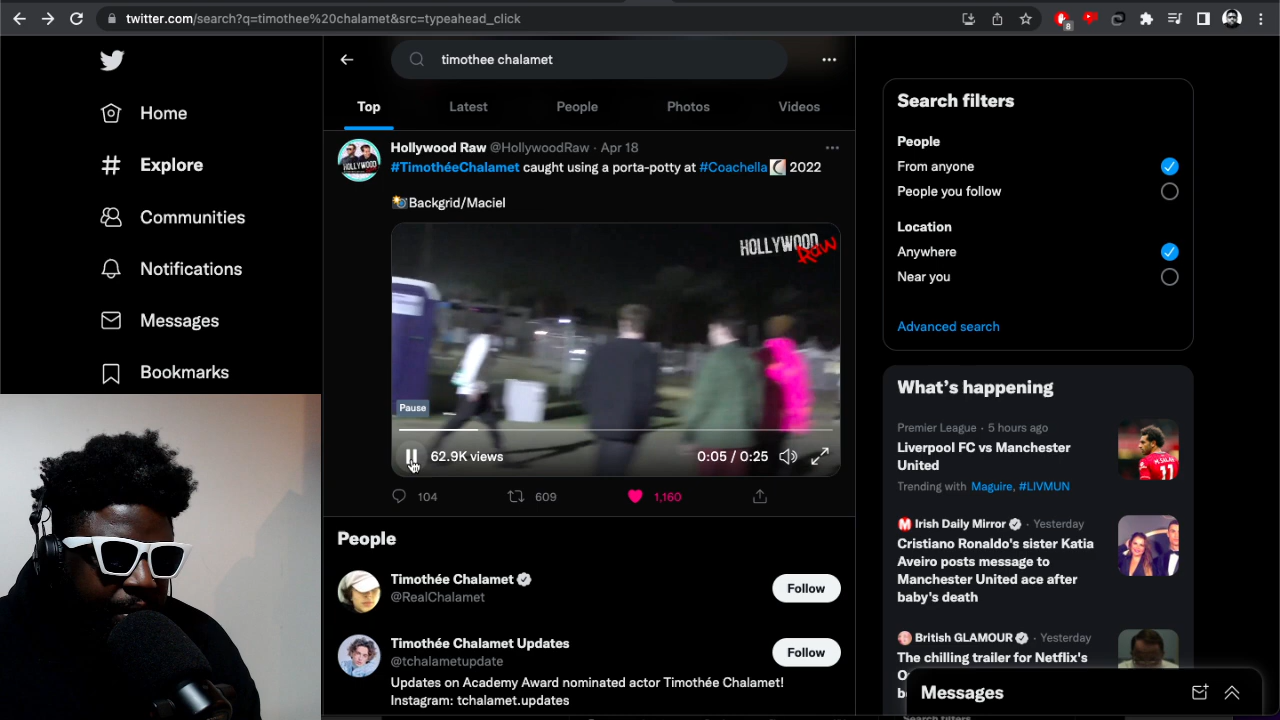 twitter.com/search?q=timothee%20chalamet&src=typeahead_click
8
timothee chalamet
Home
Explore
Communities
Notifications
Messages
Bookmarks
Top
Latest
People
Photos
Videos
Hollywood Raw @HollywoodRaw · Apr 18
#TimothéeChalamet caught using a porta-potty at #Coachella 2022
Backgrid/Maciel
HOLLYWOOD
Raw
Pause
62.9K views
0:05 / 0:25
104
609
1,160
People
Timothée Chalamet
@RealChalamet
Follow
Timothée Chalamet Updates
@tchalametupdate
Follow
Updates on Academy Award nominated actor Timothée Chalamet!
Instagram: tchalamet.updates
Search filters
People
From anyone
People you follow
Location
Anywhere
Near you
Advanced search
What's happening
Premier League · 5 hours ago
Liverpool FC vs Manchester
United
Trending with Maguire, #LIVMUN
Irish Daily Mirror · Yesterday
Cristiano Ronaldo's sister Katia
Aveiro posts message to
Manchester United ace after
baby's death
British GLAMOUR · Yesterday
The chilling trailer for Netflix's
Messages